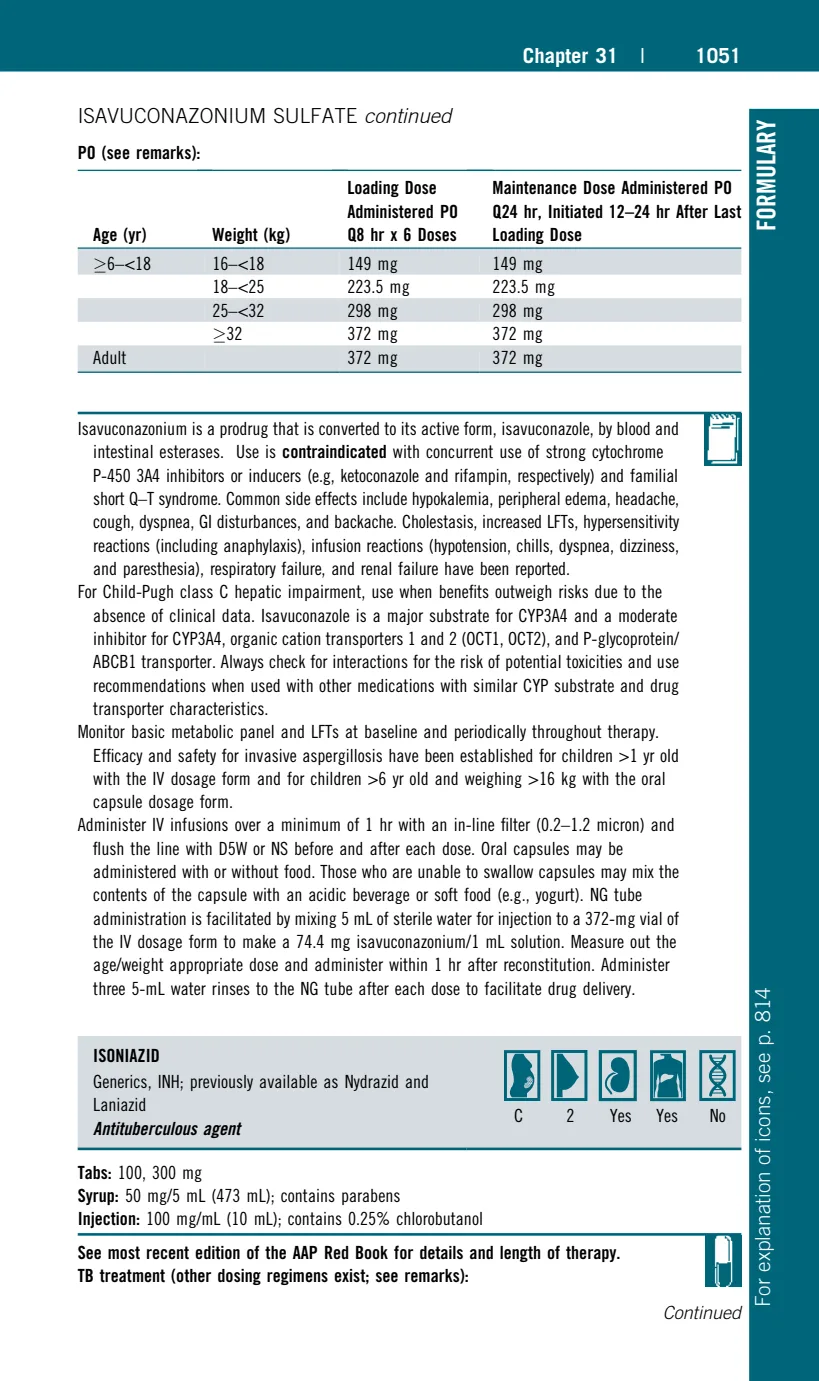 Chapter 31 | 1051
ISAVUCONAZONIUM SULFATE continued
PO (see remarks):
Age (yr) Weight (kg) Loading Dose Administered PO Q8 hr x 6 Doses Maintenance Dose Administered PO Q24 hr, Initiated 12–24 hr After Last Loading Dose
≥6–<18 16–<18 149 mg 149 mg
18–<25 223.5 mg 223.5 mg
25–<32 298 mg 298 mg
≥32 372 mg 372 mg
Adult 372 mg 372 mg
Isavuconazonium is a prodrug that is converted to its active form, isavuconazole, by blood and
intestinal esterases. Use is contraindicated with concurrent use of strong cytochrome
P-450 3A4 inhibitors or inducers (e.g, ketoconazole and rifampin, respectively) and familial
short Q–T syndrome. Common side effects include hypokalemia, peripheral edema, headache,
cough, dyspnea, GI disturbances, and backache. Cholestasis, increased LFTs, hypersensitivity
reactions (including anaphylaxis), infusion reactions (hypotension, chills, dyspnea, dizziness,
and paresthesia), respiratory failure, and renal failure have been reported.
For Child-Pugh class C hepatic impairment, use when benefits outweigh risks due to the
absence of clinical data. Isavuconazole is a major substrate for CYP3A4 and a moderate
inhibitor for CYP3A4, organic cation transporters 1 and 2 (OCT1, OCT2), and P-glycoprotein/
ABCB1 transporter. Always check for interactions for the risk of potential toxicities and use
recommendations when used with other medications with similar CYP substrate and drug
transporter characteristics.
Monitor basic metabolic panel and LFTs at baseline and periodically throughout therapy.
Efficacy and safety for invasive aspergillosis have been established for children >1 yr old
with the IV dosage form and for children >6 yr old and weighing >16 kg with the oral
capsule dosage form.
Administer IV infusions over a minimum of 1 hr with an in-line filter (0.2–1.2 micron) and
flush the line with D5W or NS before and after each dose. Oral capsules may be
administered with or without food. Those who are unable to swallow capsules may mix the
contents of the capsule with an acidic beverage or soft food (e.g., yogurt). NG tube
administration is facilitated by mixing 5 mL of sterile water for injection to a 372-mg vial of
the IV dosage form to make a 74.4 mg isavuconazonium/1 mL solution. Measure out the
age/weight appropriate dose and administer within 1 hr after reconstitution. Administer
three 5-mL water rinses to the NG tube after each dose to facilitate drug delivery.
ISONIAZID
Generics, INH; previously available as Nydrazid and
Laniazid
Antituberculous agent
C 2 Yes Yes No
Tabs: 100, 300 mg
Syrup: 50 mg/5 mL (473 mL); contains parabens
Injection: 100 mg/mL (10 mL); contains 0.25% chlorobutanol
See most recent edition of the AAP Red Book for details and length of therapy.
TB treatment (other dosing regimens exist; see remarks):
Continued
FORMULARY
For explanation of icons, see p. 814